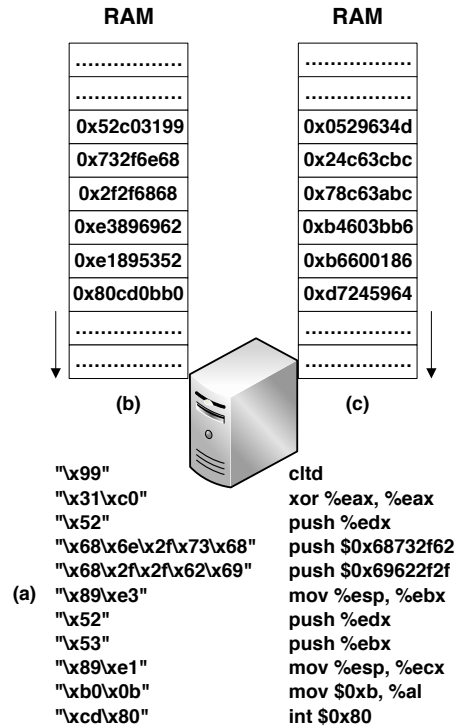 RAM RAM
................. .................
................. .................
0x52c03199 0x0529634d
0x732f6e68 0x24c63cbc
0x2f2f6868 0x78c63abc
0xe3896962 0xb4603bb6
0xe1895352 0xb6600186
0x80cd0bb0 0xd7245964
................. .................
................. .................
(b) (c)
"\x99" cltd
"\x31\xc0" xor %eax, %eax
"\x52" push %edx
"\x68\x6e\x2f\x73\x68" push $0x68732f62
"\x68\x2f\x2f\x62\x69" push $0x69622f2f
(a) "\x89\xe3" mov %esp, %ebx
"\x52" push %edx
"\x53" push %ebx
"\x89\xe1" mov %esp, %ecx
"\xb0\x0b" mov $0xb, %al
"\xcd\x80" int $0x80